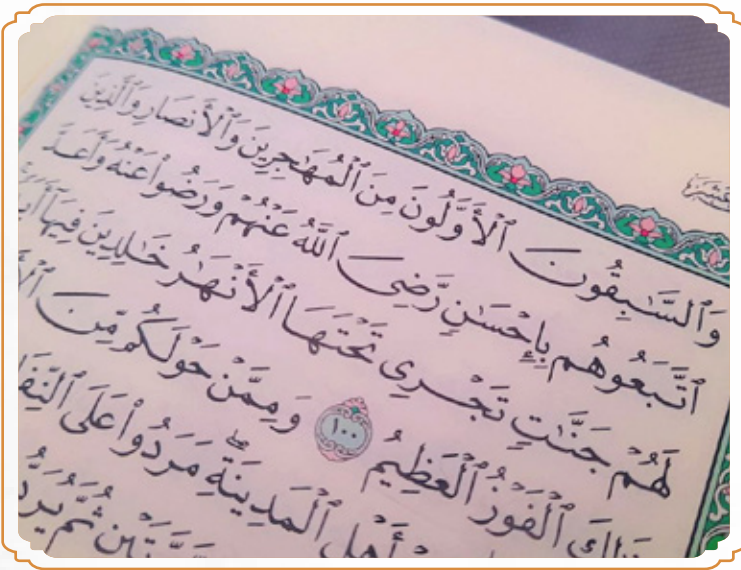 وَٱلسَّـٰبِقُونَ ٱلْأَوَّلُونَ مِنَ ٱلْمُهَـٰجِرِينَ وَٱلْأَنصَارِ وَٱلَّذِينَ
ٱتَّبَعُوهُم بِإِحْسَـٰنٍ رَّضِىَ ٱللَّهُ عَنْهُمْ وَرَضُوا۟ عَنْهُ وَأَعَدَّ
لَهُمْ جَنَّـٰتٍ تَجْرِى تَحْتَهَا ٱلْأَنْهَـٰرُ خَـٰلِدِينَ فِيهَآ
ذَٰلِكَ ٱلْفَوْزُ ٱلْعَظِيمُ ١٠٠ وَمِمَّنْ حَوْلَكُم مِّنَ
أَهْلِ ٱلْمَدِينَةِ ۖ مَرَدُوا۟ عَلَى
ثُمَّ